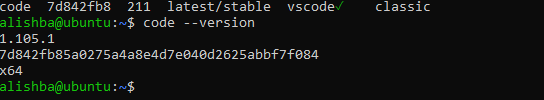 code  7d842fb8  211  latest/stable  vscode✓  classic
alishba@ubuntu:~$ code --version
1.105.1
7d842fb85a0275a4a8e4d7e040d2625abbf7f084
x64
alishba@ubuntu:~$